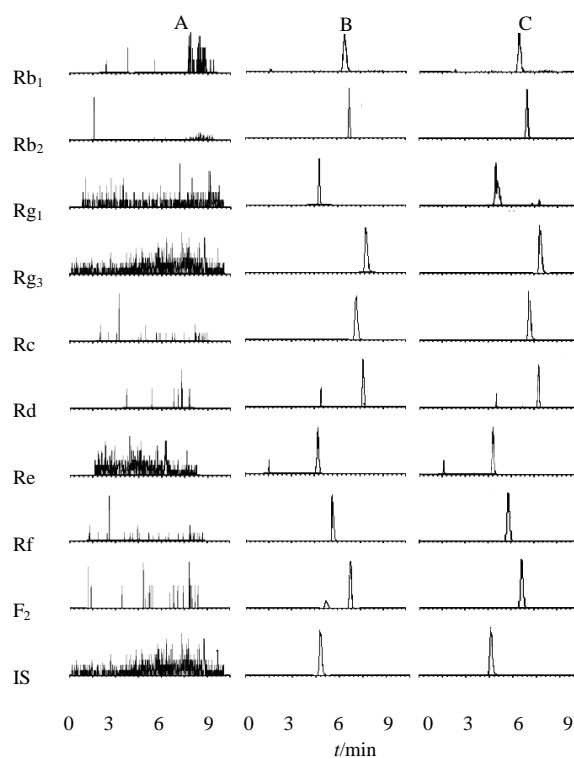 A B C
Rb₁
Rb₂
Rg₁
Rg₃
Rc
Rd
Re
Rf
F₂
IS
0 3 6 9 0 3 6 9 0 3 6 9
t/min